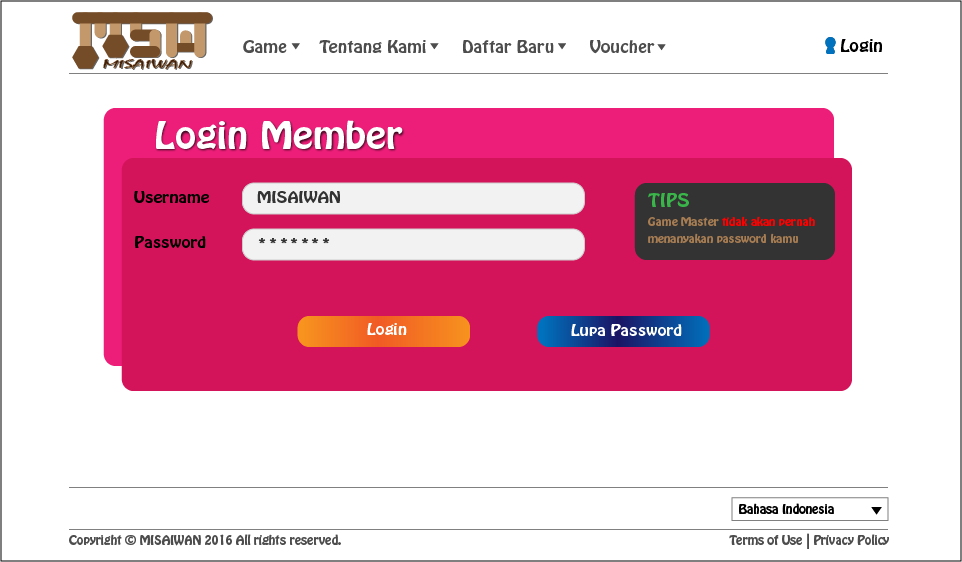 MSW
MISAIWAN
Game Tentang Kami Daftar Baru Voucher Login
Login Member
Username MISAIWAN
Password *******
TIPS
Game Master tidak akan pernah
menanyakan password kamu
Login Lupa Password
Bahasa Indonesia
Copyright © MISAIWAN 2016 All rights reserved. Terms of Use | Privacy Policy